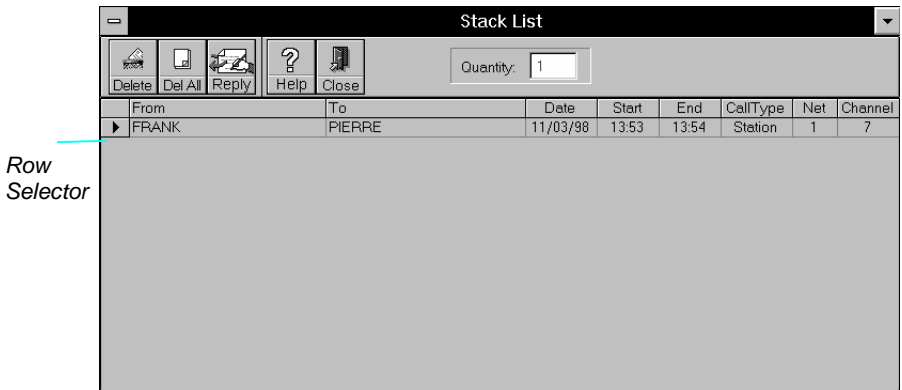 Stack List
Delete Del All Reply Help Close
Quantity: 1
From To Date Start End CallType Net Channel
FRANK PIERRE 11/03/98 13:53 13:54 Station 1 7
Row
Selector